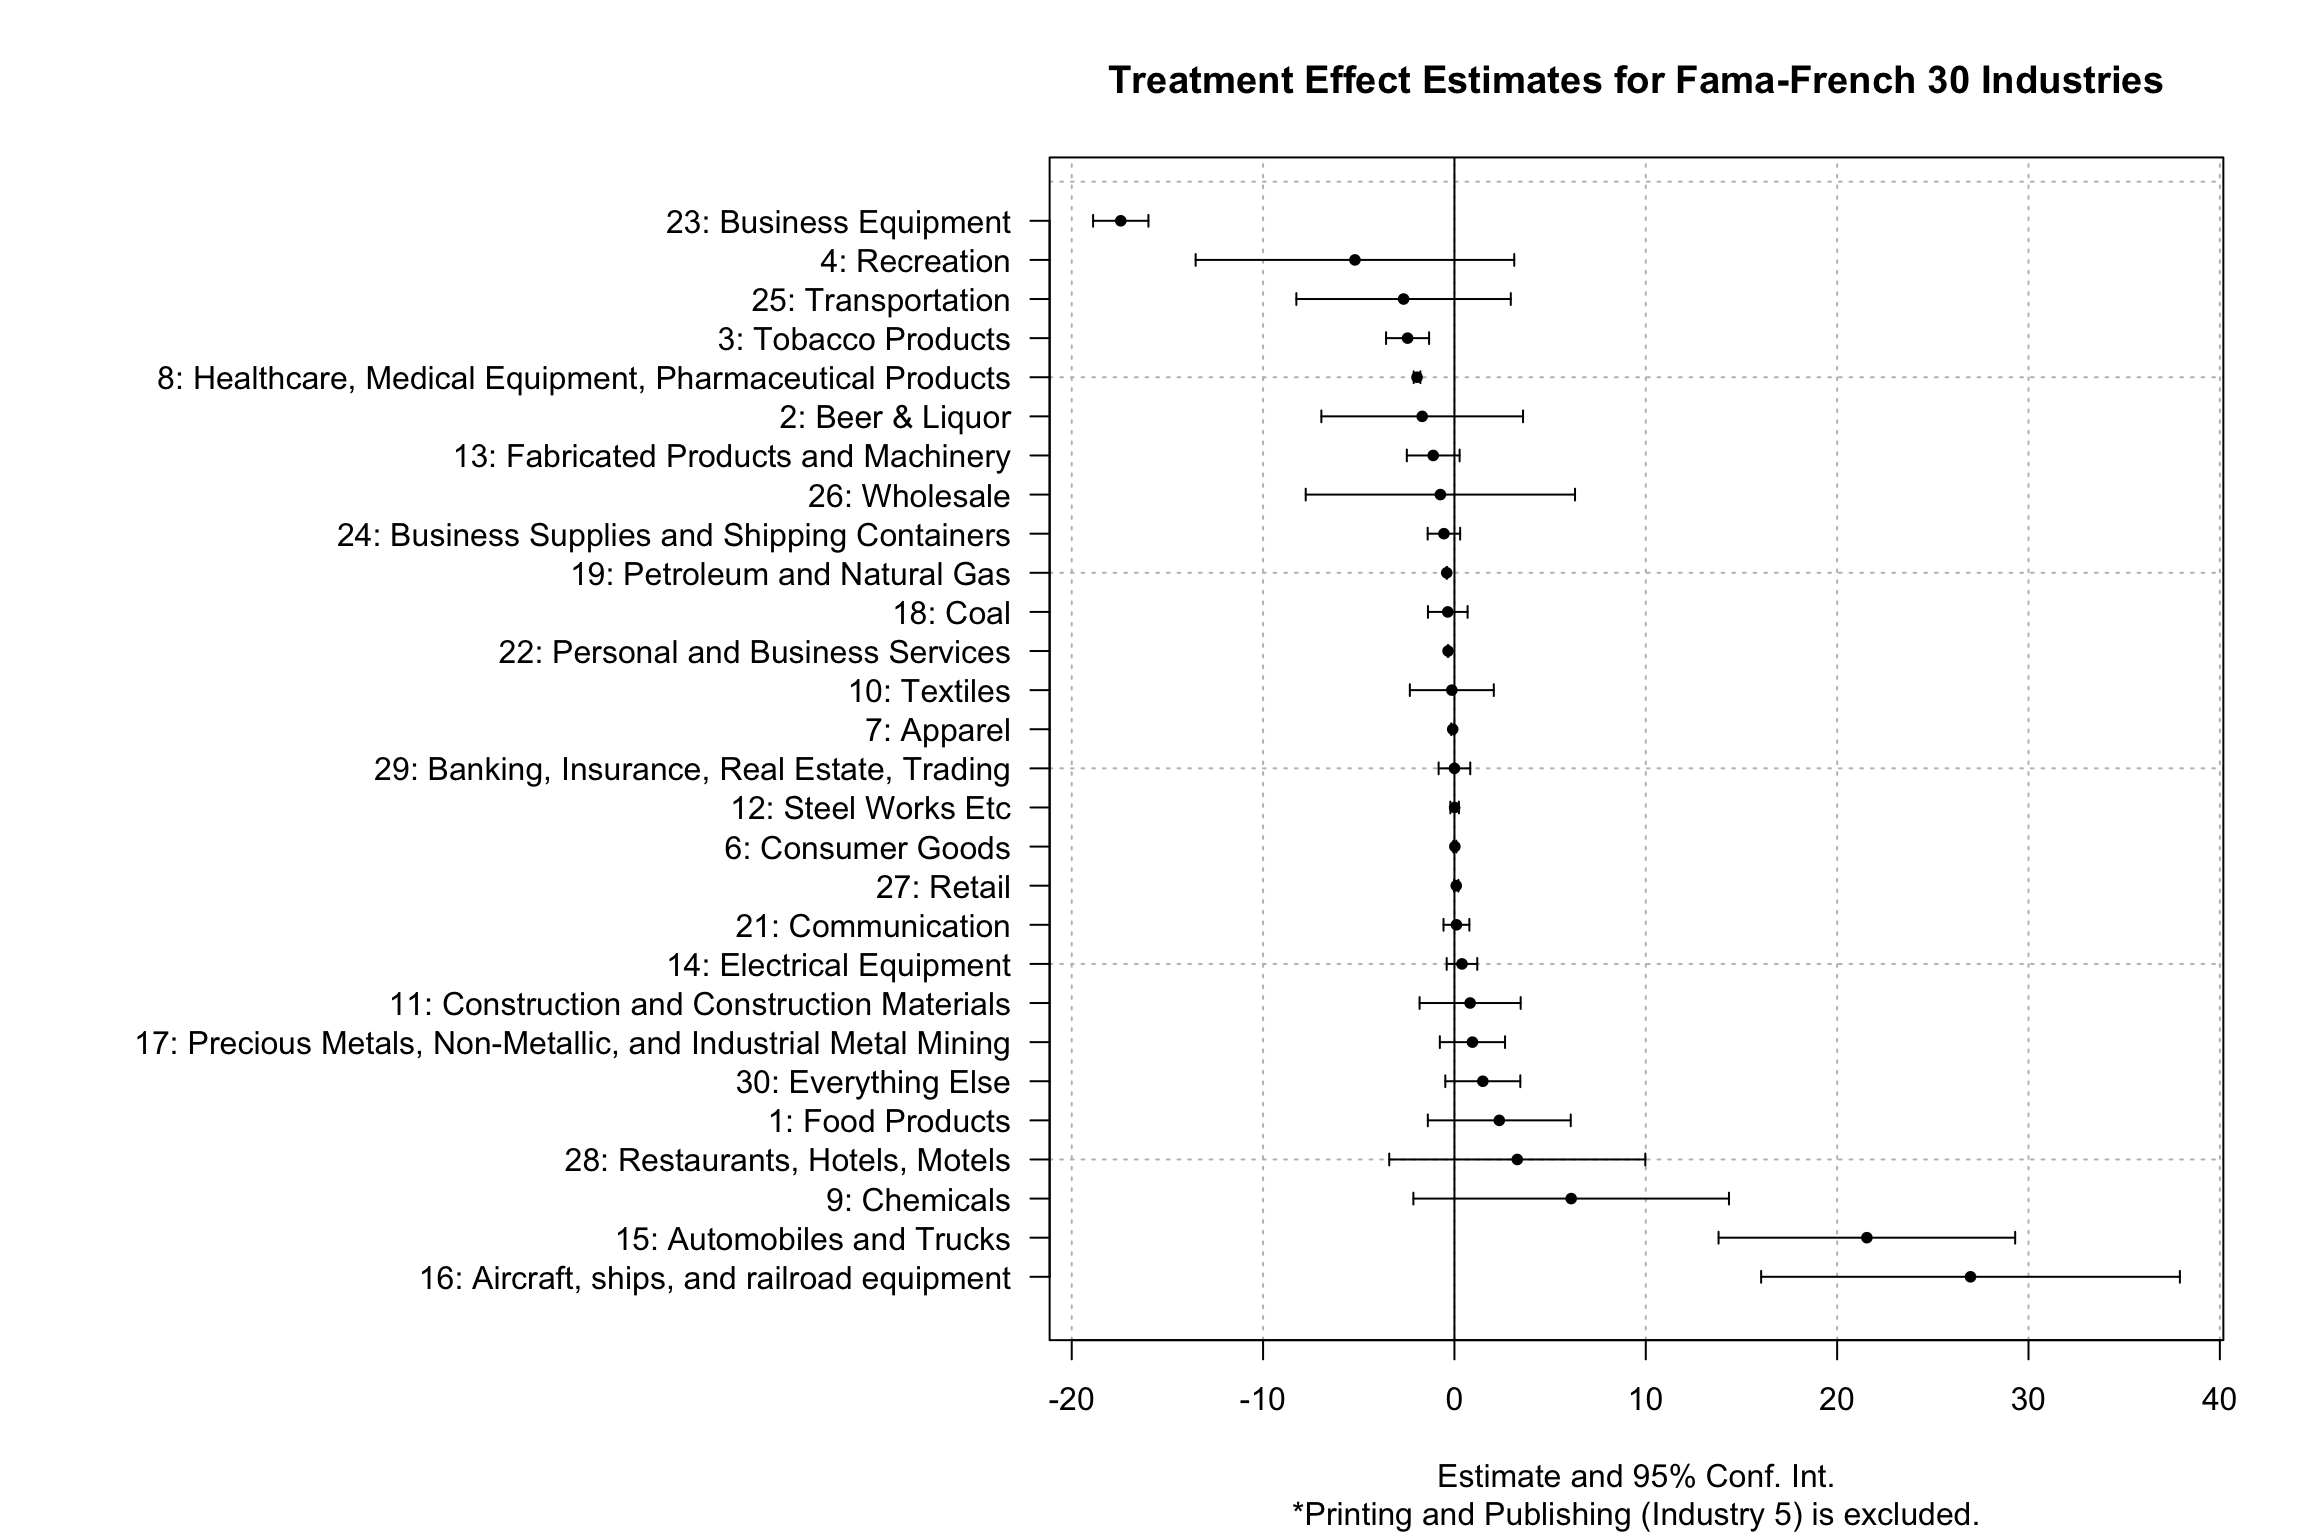 Treatment Effect Estimates for Fama-French 30 Industries
23: Business Equipment
4: Recreation
25: Transportation
3: Tobacco Products
8: Healthcare, Medical Equipment, Pharmaceutical Products
2: Beer & Liquor
13: Fabricated Products and Machinery
26: Wholesale
24: Business Supplies and Shipping Containers
19: Petroleum and Natural Gas
18: Coal
22: Personal and Business Services
10: Textiles
7: Apparel
29: Banking, Insurance, Real Estate, Trading
12: Steel Works Etc
6: Consumer Goods
27: Retail
21: Communication
14: Electrical Equipment
11: Construction and Construction Materials
17: Precious Metals, Non-Metallic, and Industrial Metal Mining
30: Everything Else
1: Food Products
28: Restaurants, Hotels, Motels
9: Chemicals
15: Automobiles and Trucks
16: Aircraft, ships, and railroad equipment
-20 -10 0 10 20 30 40
Estimate and 95% Conf. Int.
*Printing and Publishing (Industry 5) is excluded.